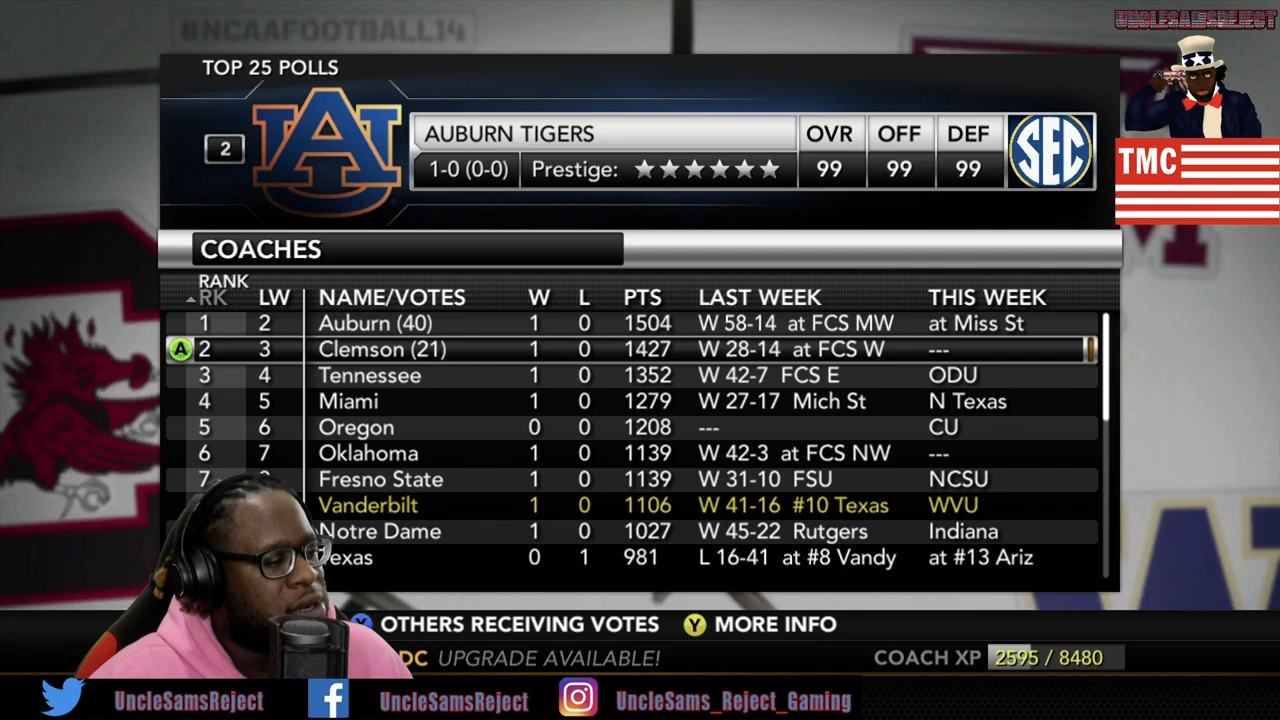 #NCAAFOOTBALL14
UNCLESAMSREJECT
TOP 25 POLLS
2
AU
AUBURN TIGERS OVR OFF DEF
1-0 (0-0) Prestige: 99 99 99
SEC
TMC
COACHES
RANK
RK LW NAME/VOTES W L PTS LAST WEEK THIS WEEK
1 2 Auburn (40) 1 0 1504 W 58-14 at FCS MW at Miss St
A 2 3 Clemson (21) 1 0 1427 W 28-14 at FCS W ---
3 4 Tennessee 1 0 1352 W 42-7 FCS E ODU
4 5 Miami 1 0 1279 W 27-17 Mich St N Texas
5 6 Oregon 0 0 1208 --- CU
6 7 Oklahoma 1 0 1139 W 42-3 at FCS NW ---
7 Fresno State 1 0 1139 W 31-10 FSU NCSU
Vanderbilt 1 0 1106 W 41-16 #10 Texas WVU
Notre Dame 1 0 1027 W 45-22 Rutgers Indiana
Texas 0 1 981 L 16-41 at #8 Vandy at #13 Ariz
X OTHERS RECEIVING VOTES Y MORE INFO
DC UPGRADE AVAILABLE! COACH XP 2595 / 8480
UncleSamsReject UncleSamsReject UncleSams_Reject_Gaming